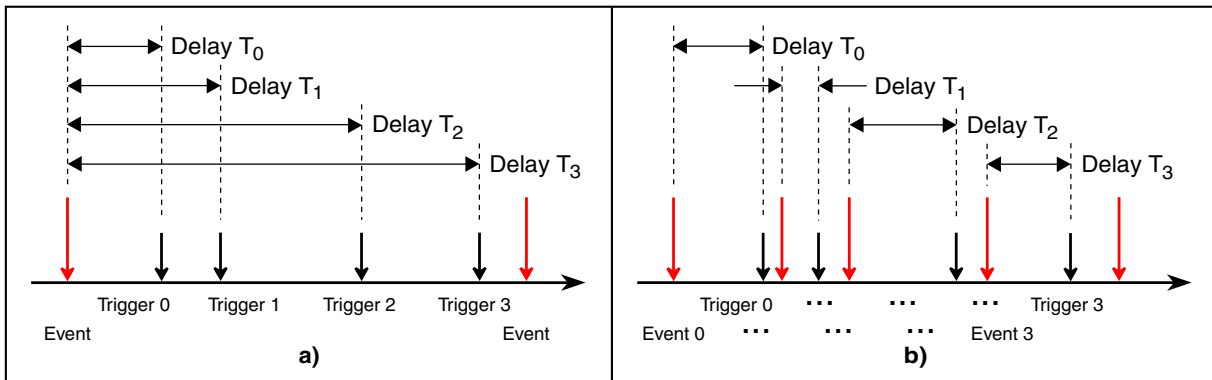 Delay T0
Delay T1
Delay T2
Delay T3
Trigger 0 Trigger 1 Trigger 2 Trigger 3
Event Event
a)
Delay T0
Delay T1
Delay T2
Delay T3
Trigger 0 ... ... ... Trigger 3
Event 0 ... ... ... Event 3
b)